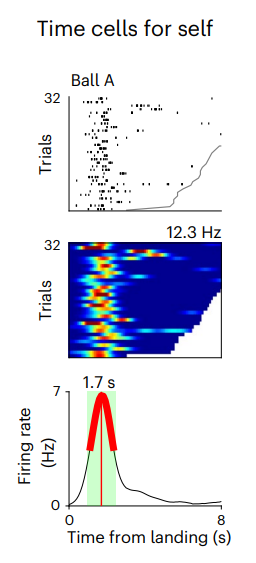 Time cells for self
Ball A
32
Trials
12.3 Hz
32
Trials
1.7 s
7
Firing rate
(Hz)
0
0
8
Time from landing (s)